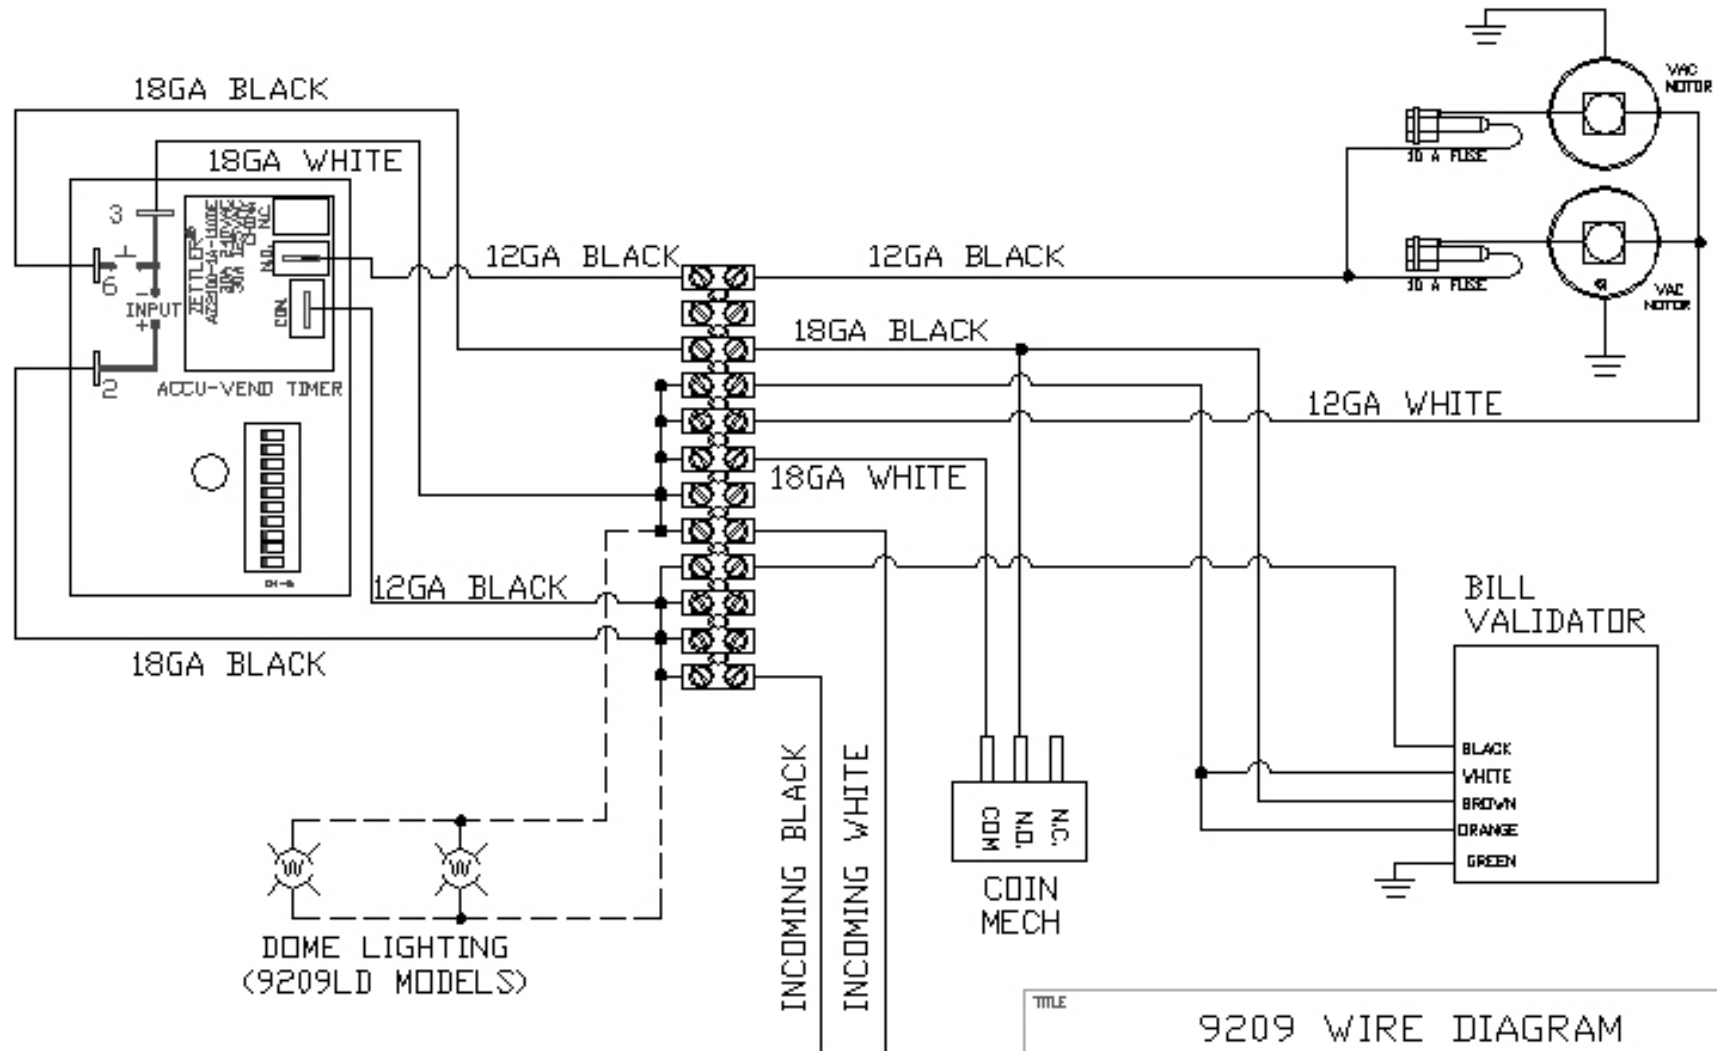 18GA BLACK
18GA WHITE
VAC
MOTOR
10 A FUSE
3
N.C.
N.O.
12GA BLACK
12GA BLACK
6
-
INPUT
+
ZETTLER
COM.
10 A FUSE
VAC
MOTOR
18GA BLACK
2
ACCU-VEND TIMER
12GA WHITE
18GA WHITE
12GA BLACK
BILL
VALIDATOR
18GA BLACK
INCOMING BLACK
INCOMING WHITE
BLACK
WHITE
BROWN
ORANGE
GREEN
COM
N.O.
N.C.
W
W
COIN
MECH
DOME LIGHTING
(9209LD MODELS)
TITLE
9209 WIRE DIAGRAM